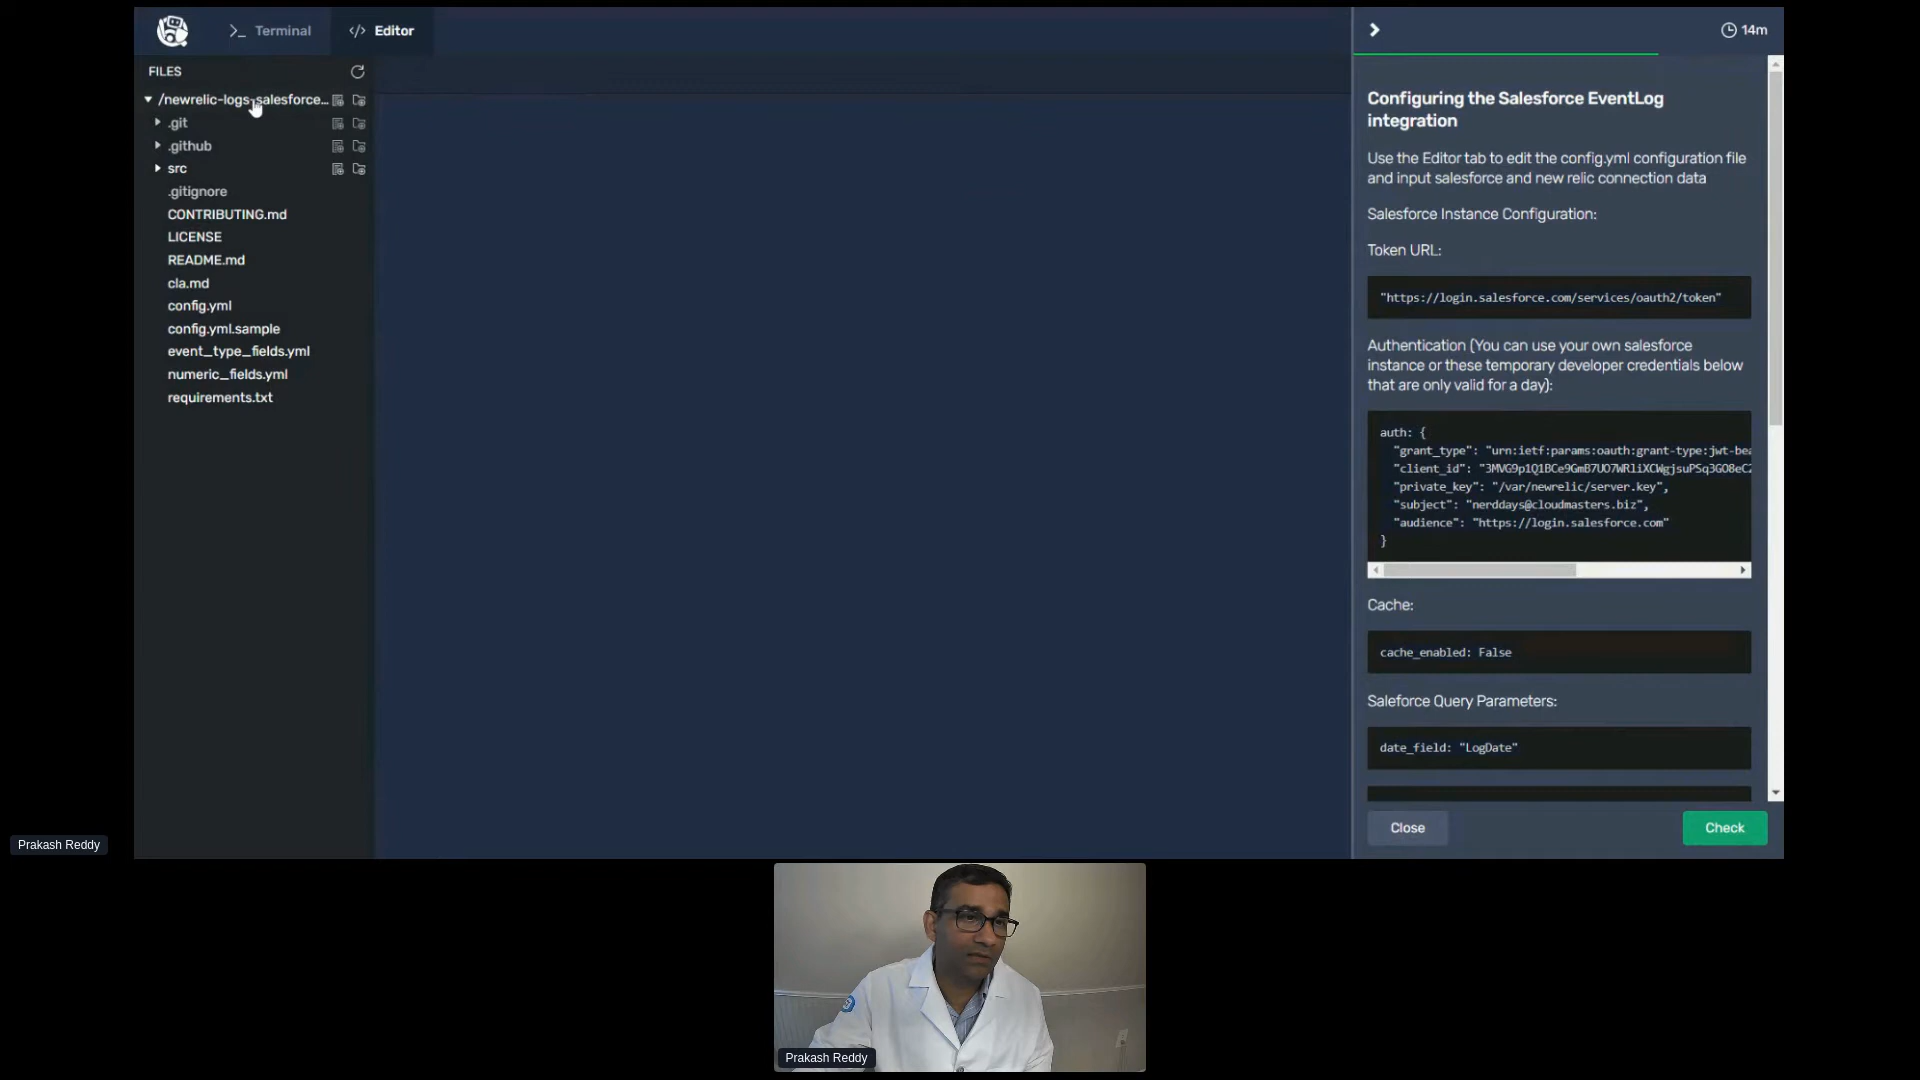 Terminal
Editor
14m
FILES
/newrelic-logs-salesforce...
.git
.github
src
.gitignore
CONTRIBUTING.md
LICENSE
README.md
cla.md
config.yml
config.yml.sample
event_type_fields.yml
numeric_fields.yml
requirements.txt
Configuring the Salesforce EventLog
integration
Use the Editor tab to edit the config.yml configuration file
and input salesforce and new relic connection data
Salesforce Instance Configuration:
Token URL:
"https://login.salesforce.com/services/oauth2/token"
Authentication (You can use your own salesforce
instance or these temporary developer credentials below
that are only valid for a day):
auth: {
"grant_type": "urn:ietf:params:oauth:grant-type:jwt-bea
"client_id":
"private_key": "/var/newrelic/server.key",
"subject": "nerddays@cloudmasters.biz",
"audience": "https://login.salesforce.com"
}
Cache:
cache_enabled: False
Saleforce Query Parameters:
date_field: "LogDate"
Close
Check
Prakash Reddy
Prakash Reddy